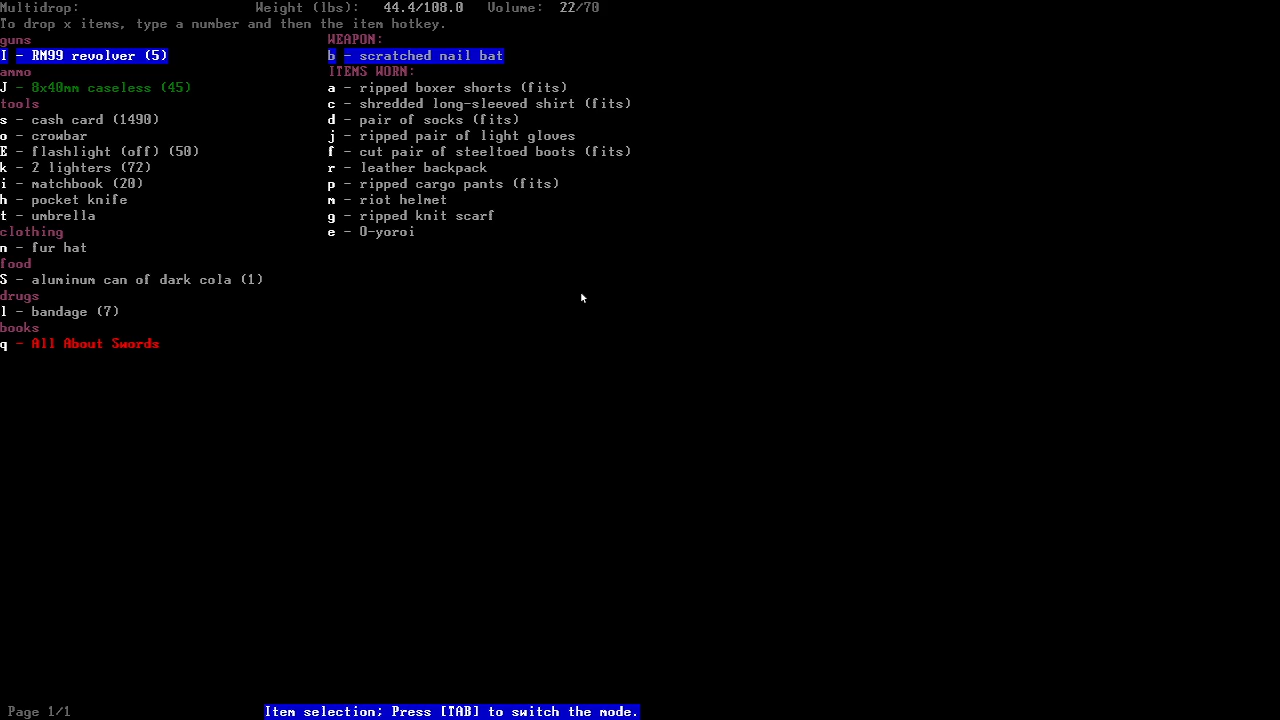 Multidrop: Weight (lbs): 44.4/108.0 Volume: 22/70
To drop x items, type a number and then the item hotkey.
guns
I - RM99 revolver (5)
ammo
J - 8x40mm caseless (45)
tools
s - cash card (1490)
o - crowbar
E - flashlight (off) (50)
k - 2 lighters (72)
i - matchbook (20)
h - pocket knife
t - umbrella
clothing
n - fur hat
food
S - aluminum can of dark cola (1)
drugs
l - bandage (7)
books
q - All About Swords
WEAPON:
b - scratched nail bat
ITEMS WORN:
a - ripped boxer shorts (fits)
c - shredded long-sleeved shirt (fits)
d - pair of socks (fits)
j - ripped pair of light gloves
f - cut pair of steeltoed boots (fits)
r - leather backpack
p - ripped cargo pants (fits)
m - riot helmet
g - ripped knit scarf
e - O-yoroi
Page 1/1 Item selection; Press [TAB] to switch the mode.